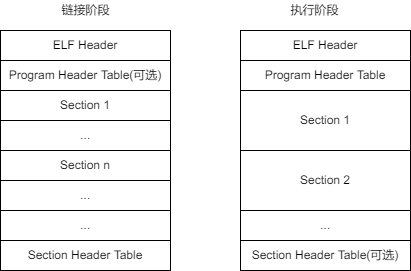 链接阶段
ELF Header
Program Header Table(可选)
Section 1
...
Section n
...
...
Section Header Table
执行阶段
ELF Header
Program Header Table
Section 1
Section 2
...
Section Header Table(可选)